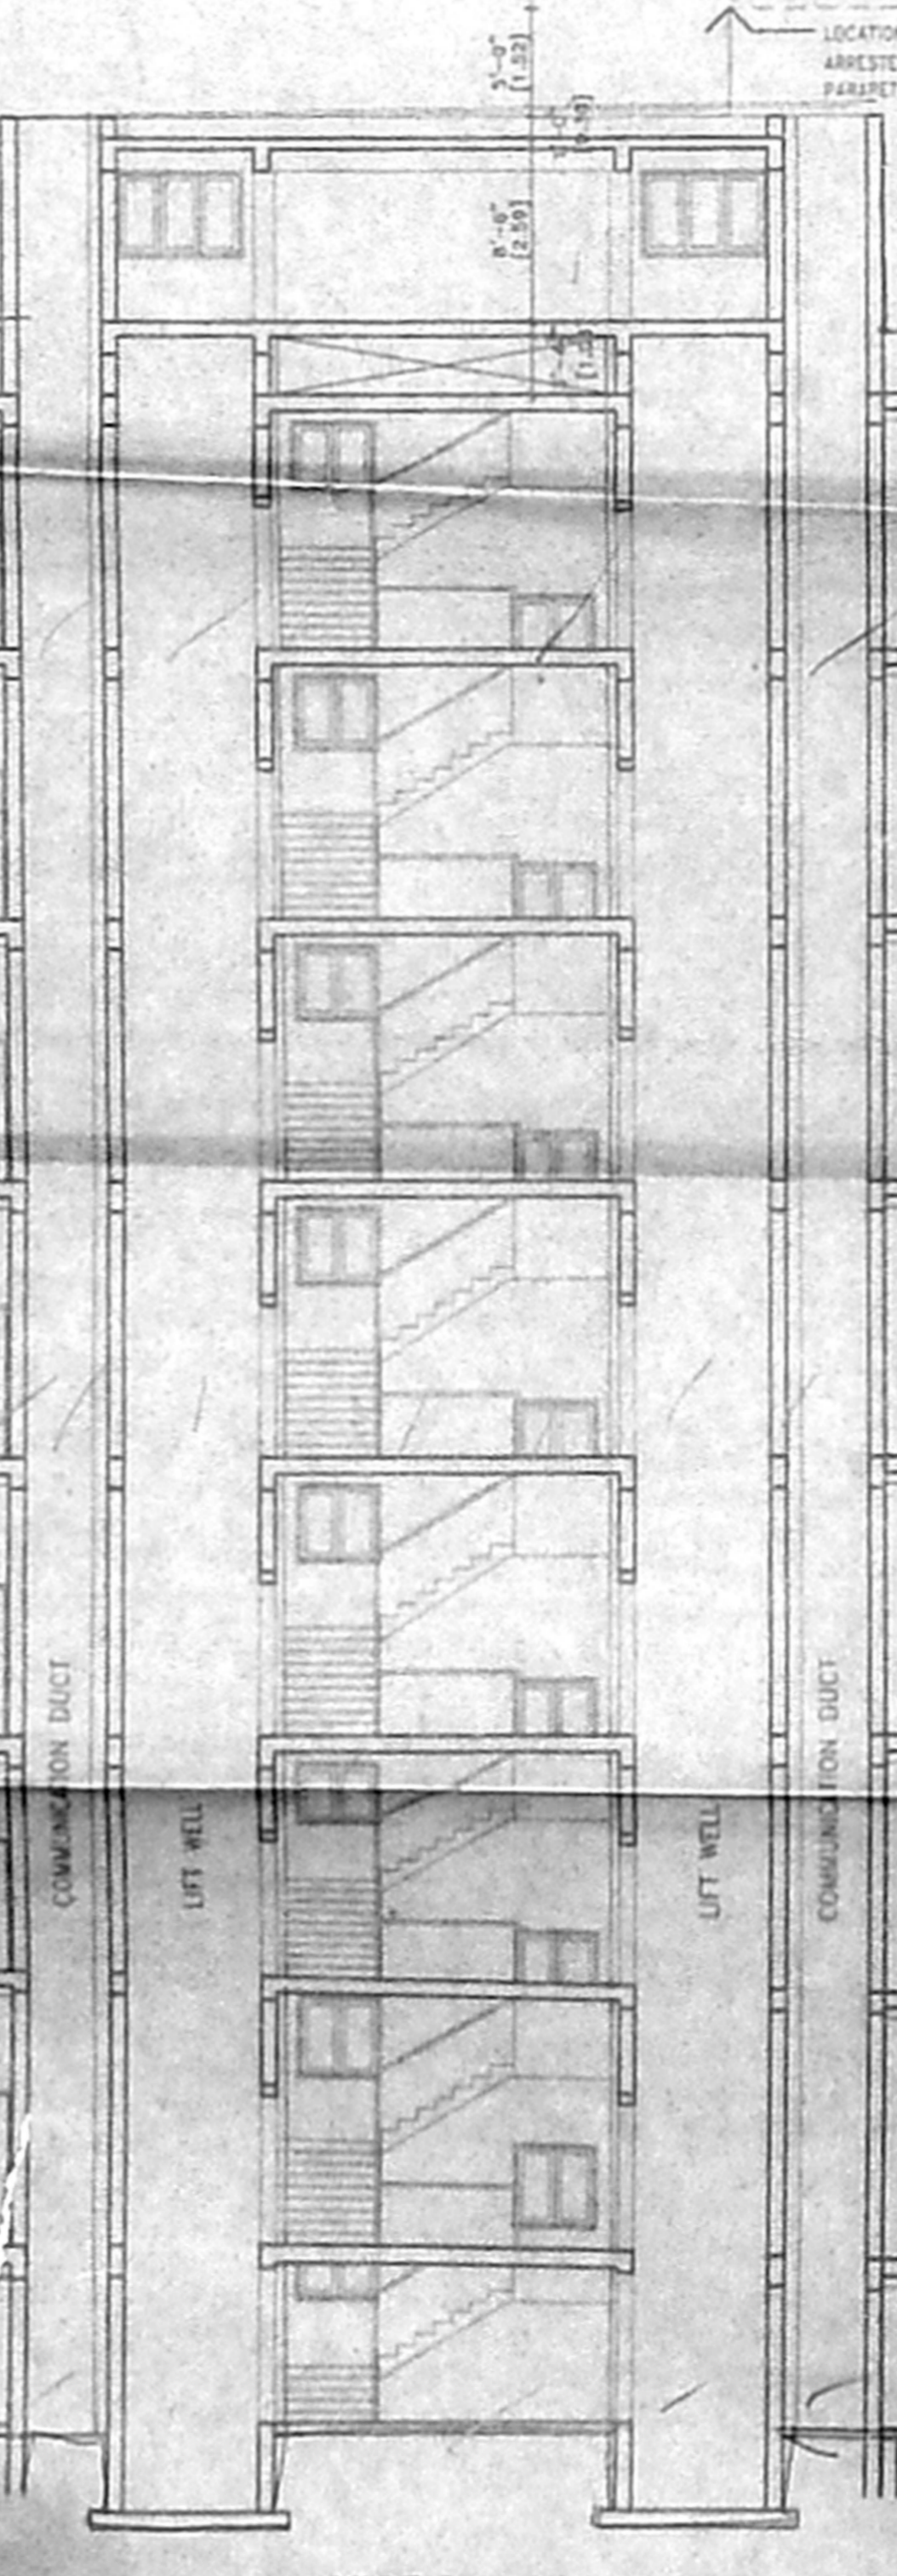 LOCATION
ARRESTE
PARAPET
5'-0"
[1.52]
8'-6"
[2.59]
COMMUNICATION DUCT
LIFT WELL
LIFT WELL
COMMUNICATION DUCT